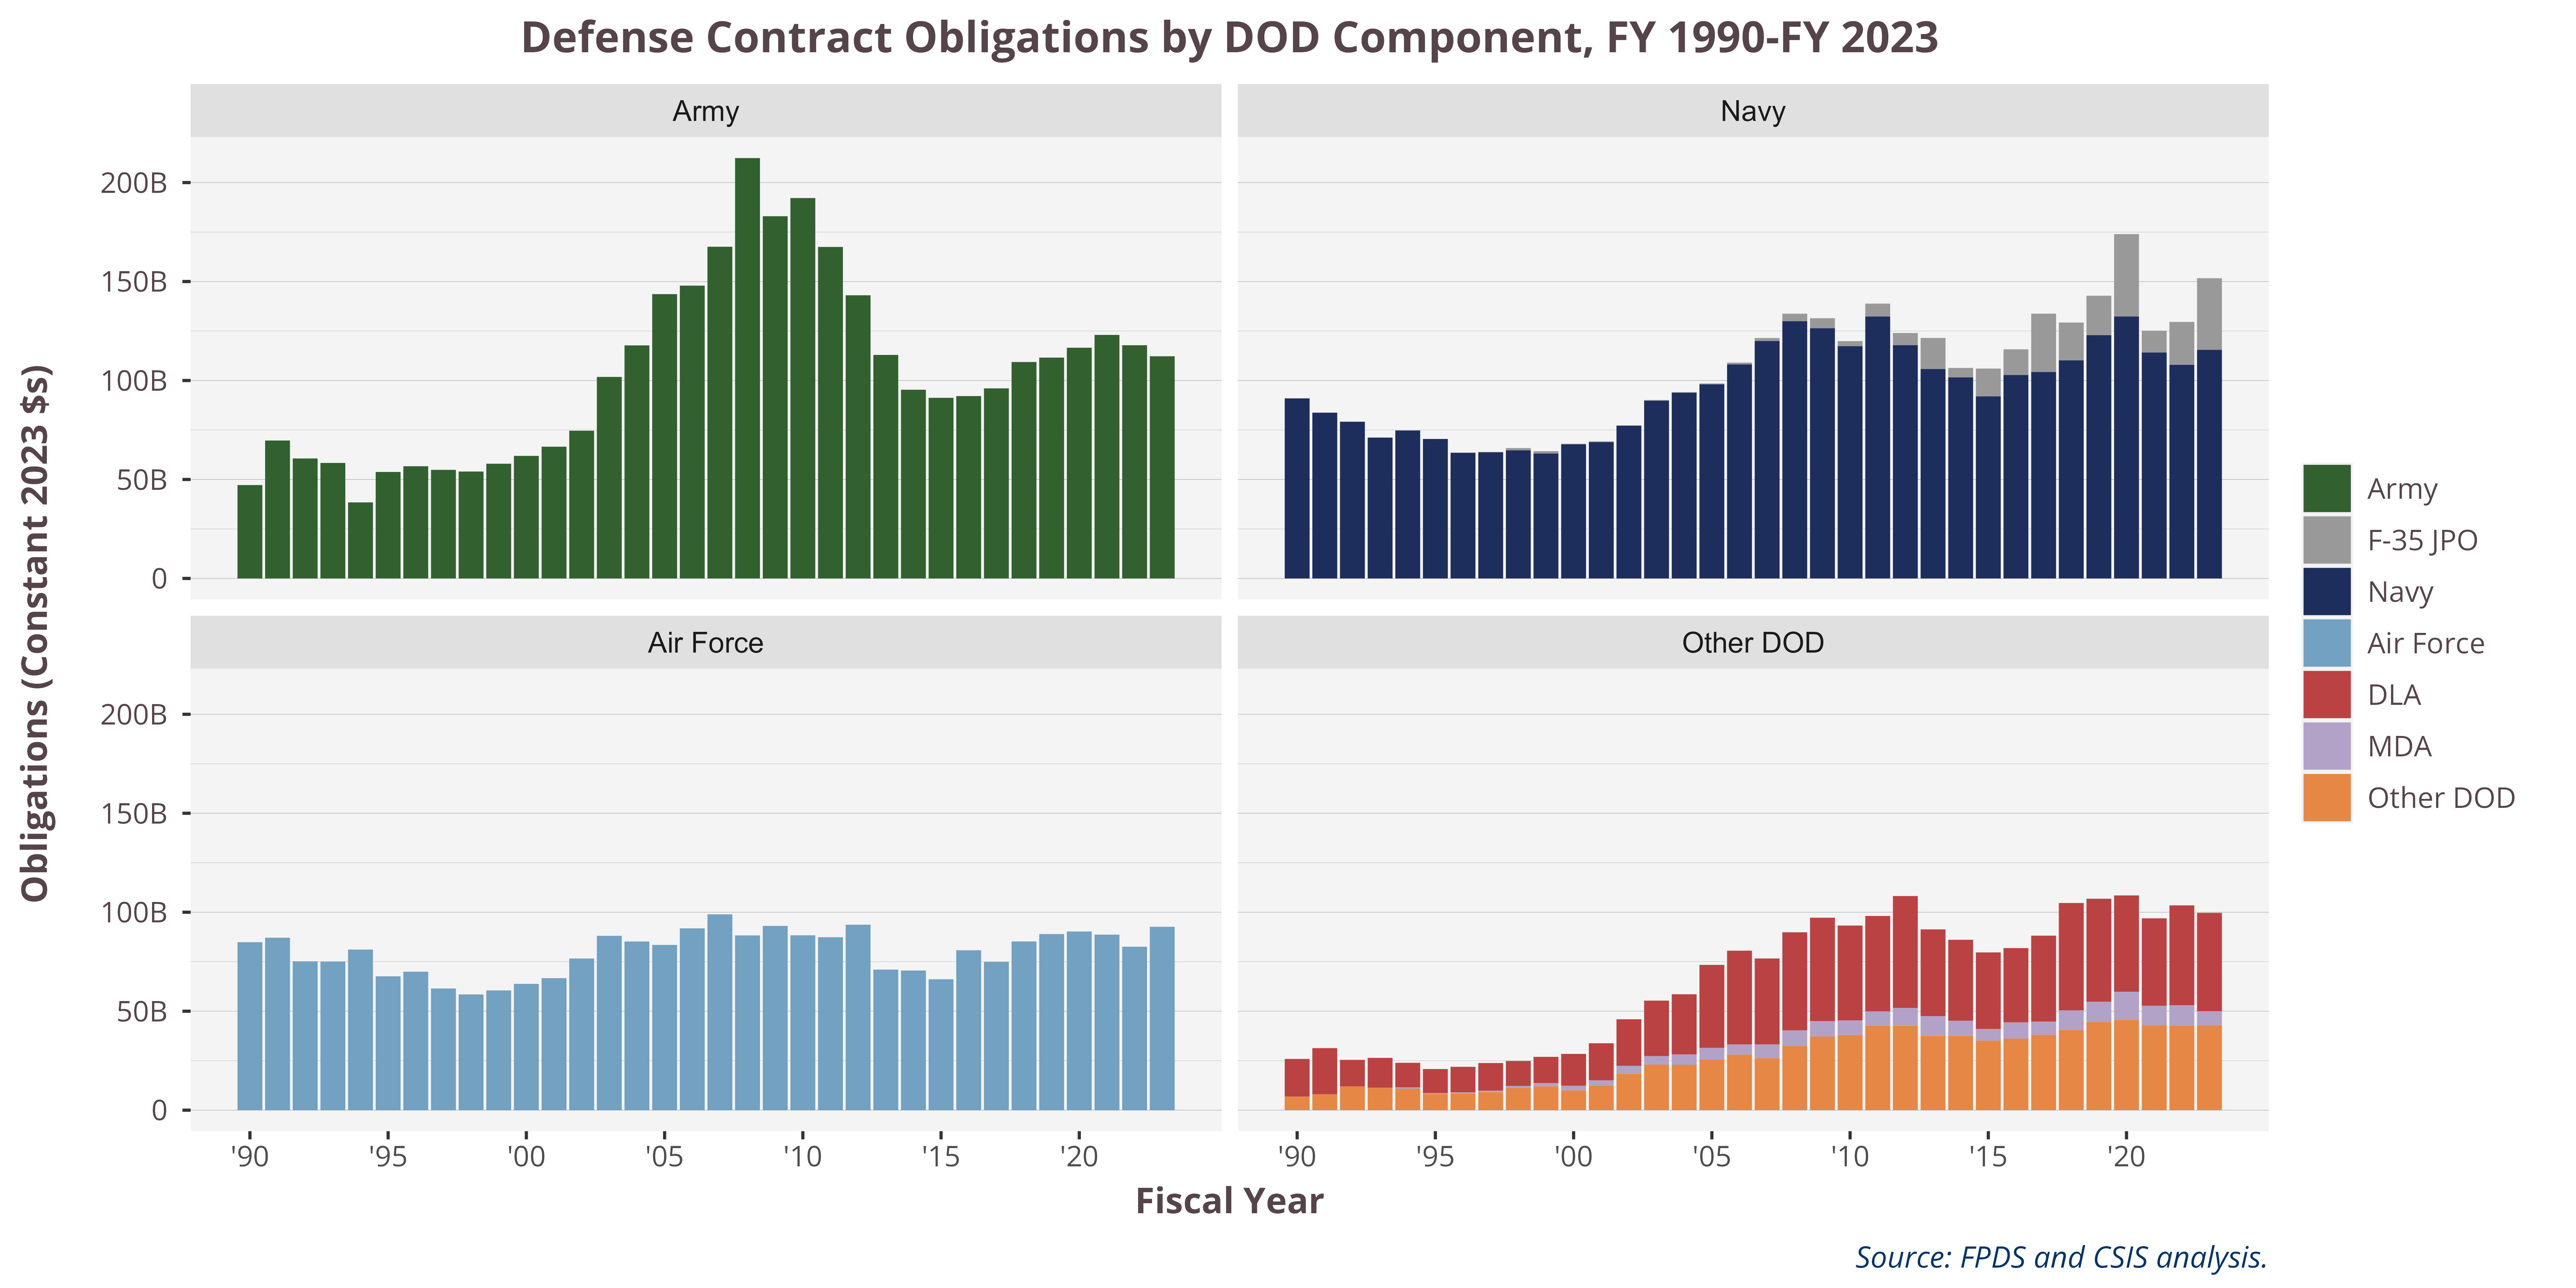 Defense Contract Obligations by DOD Component, FY 1990-FY 2023
Army
Navy
200B
150B
100B
50B
0
Air Force
Other DOD
200B
150B
100B
50B
0
'90 '95 '00 '05 '10 '15 '20
'90 '95 '00 '05 '10 '15 '20
Obligations (Constant 2023 $s)
Fiscal Year
Army
F-35 JPO
Navy
Air Force
DLA
MDA
Other DOD
Source: FPDS and CSIS analysis.